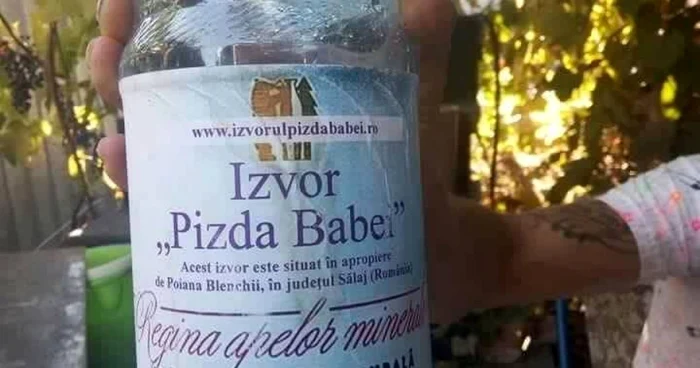 www.izvorulpizdababei.ro
Izvor
„Pizda Babei”
Acest izvor este situat în apropiere
de Poiana Blenchii, în județul Sălaj (România)
Regina apelor